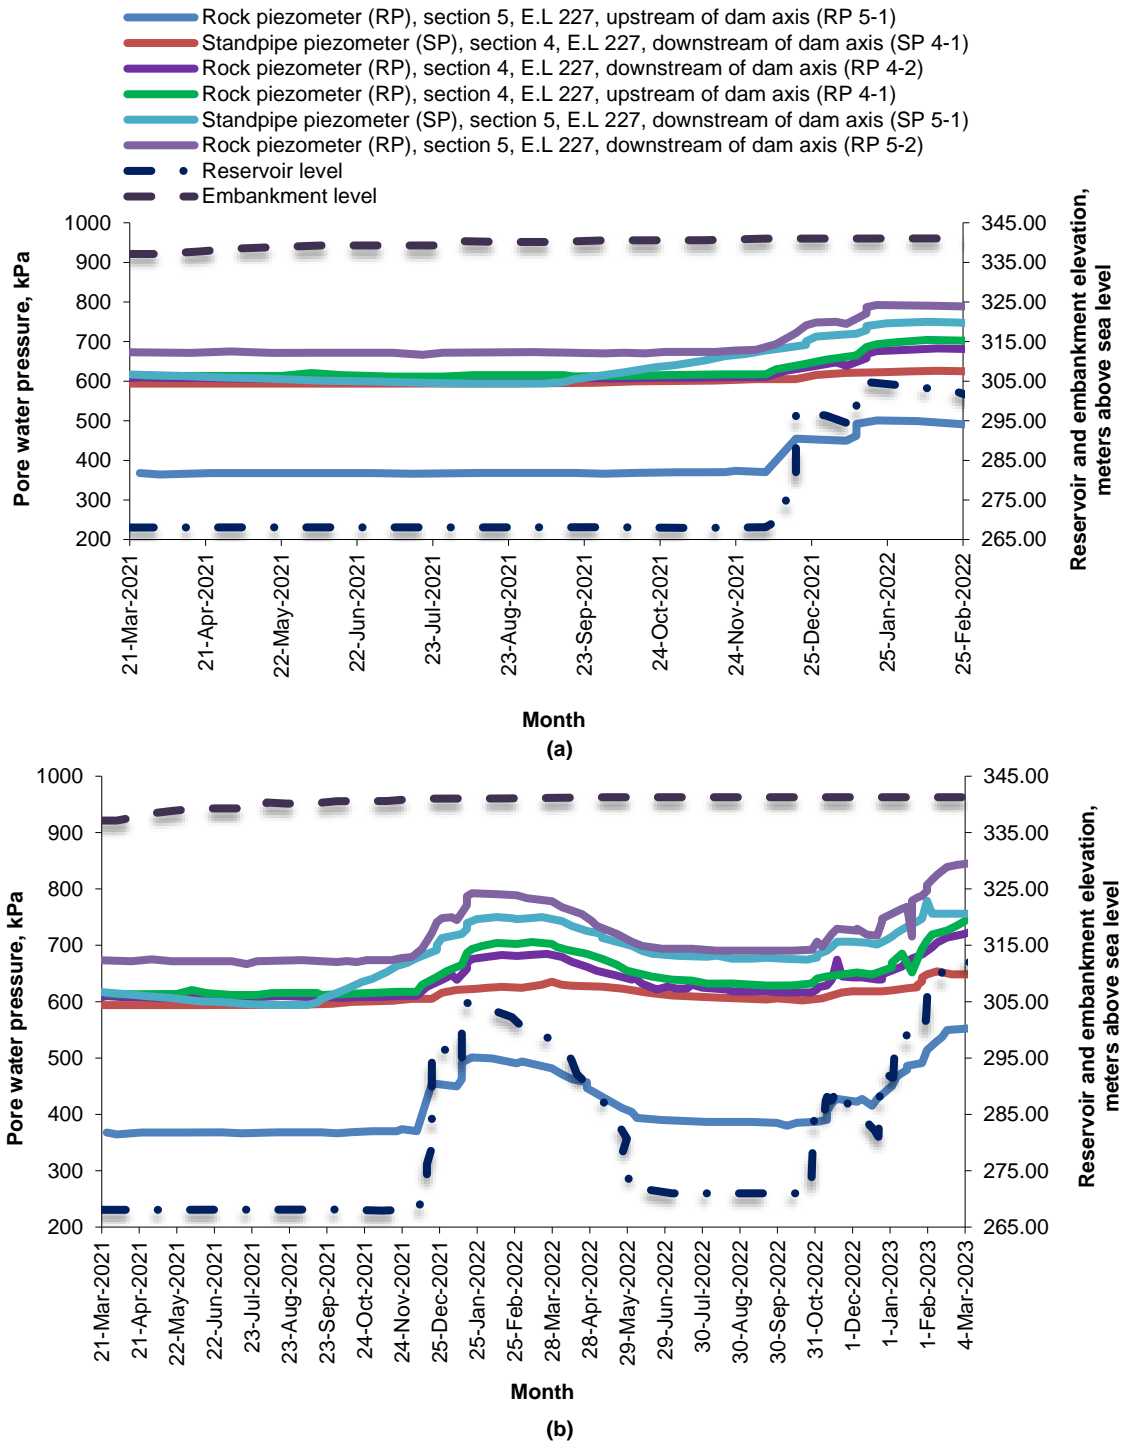 Rock piezometer (RP), section 5, E.L 227, upstream of dam axis (RP 5-1)
Standpipe piezometer (SP), section 4, E.L 227, downstream of dam axis (SP 4-1)
Rock piezometer (RP), section 4, E.L 227, downstream of dam axis (RP 4-2)
Rock piezometer (RP), section 4, E.L 227, upstream of dam axis (RP 4-1)
Standpipe piezometer (SP), section 5, E.L 227, downstream of dam axis (SP 5-1)
Rock piezometer (RP), section 5, E.L 227, downstream of dam axis (RP 5-2)
Reservoir level
Embankment level
Pore water pressure, kPa
1000
900
800
700
600
500
400
300
200
345.00
335.00
325.00
315.00
305.00
295.00
285.00
275.00
265.00
Reservoir and embankment elevation,
meters above sea level
21-Mar-2021
21-Apr-2021
22-May-2021
22-Jun-2021
23-Jul-2021
23-Aug-2021
23-Sep-2021
24-Oct-2021
24-Nov-2021
25-Dec-2021
25-Jan-2022
25-Feb-2022
Month
(a)
Pore water pressure, kPa
1000
900
800
700
600
500
400
300
200
345.00
335.00
325.00
315.00
305.00
295.00
285.00
275.00
265.00
Reservoir and embankment elevation,
meters above sea level
21-Mar-2021
21-Apr-2021
22-May-2021
22-Jun-2021
23-Jul-2021
23-Aug-2021
23-Sep-2021
24-Oct-2021
24-Nov-2021
25-Dec-2021
25-Jan-2022
25-Feb-2022
28-Mar-2022
28-Apr-2022
29-May-2022
29-Jun-2022
30-Jul-2022
30-Aug-2022
30-Sep-2022
31-Oct-2022
1-Dec-2022
1-Jan-2023
1-Feb-2023
4-Mar-2023
Month
(b)